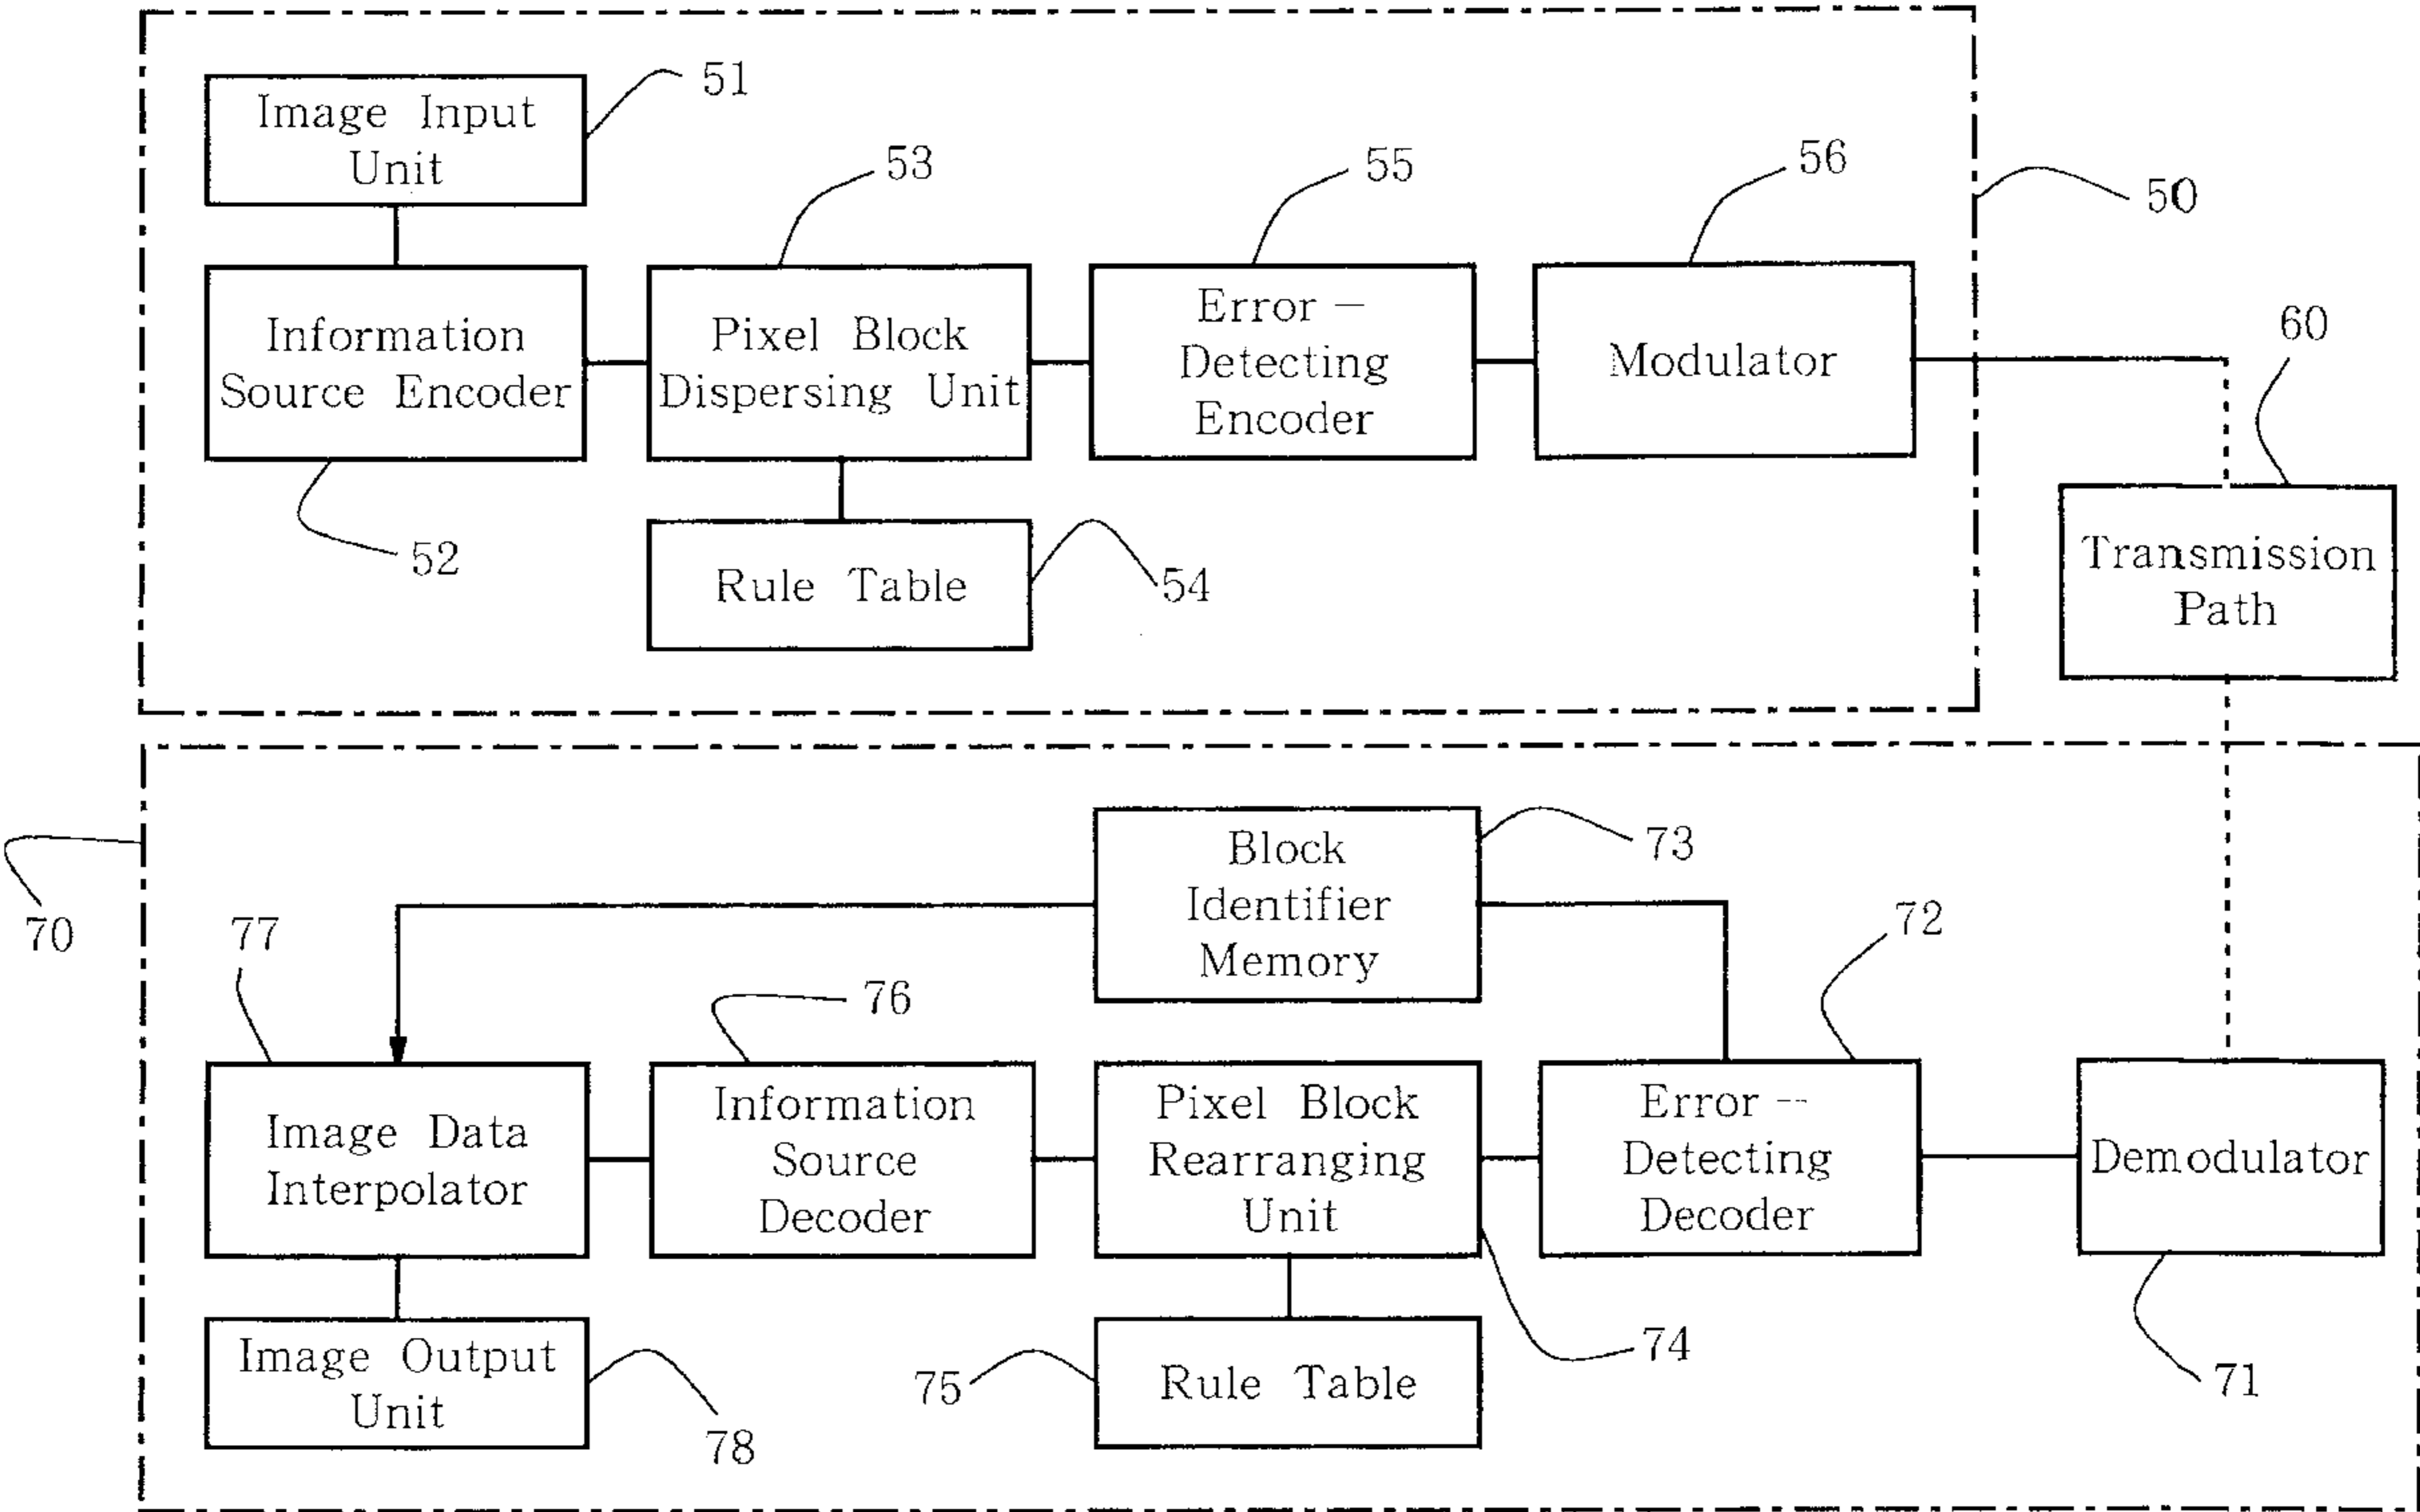 Image Input
Unit
51
53
55
56
50
Information
Source Encoder
Pixel Block
Dispersing Unit
Error -
Detecting
Encoder
Modulator
60
52
Rule Table
54
Transmission
Path
70
Block
Identifier
Memory
73
72
77
76
Image Data
Interpolator
Information
Source
Decoder
Pixel Block
Rearranging
Unit
Error --
Detecting
Decoder
Demodulator
Image Output
Unit
78
75
Rule Table
74
71